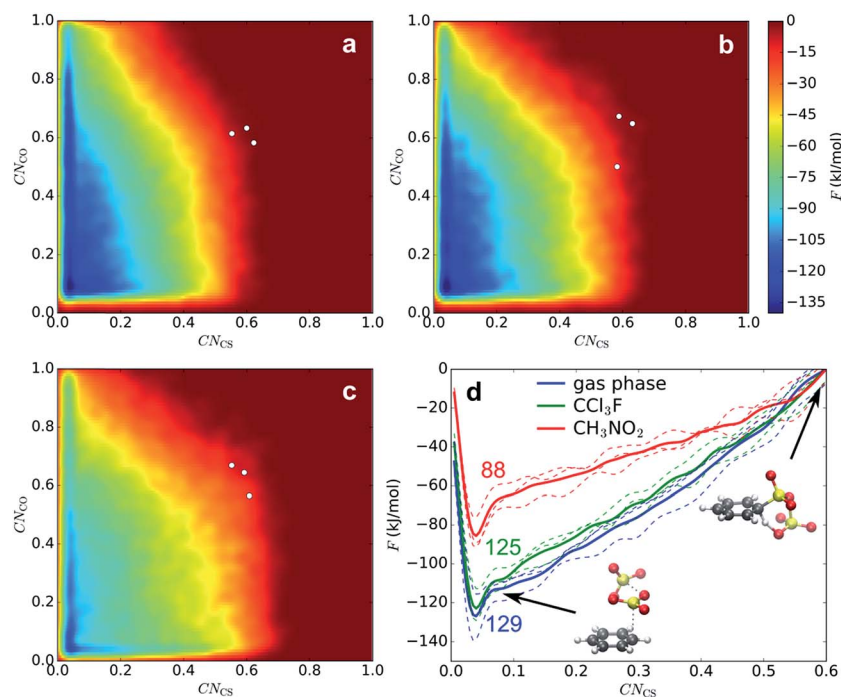 a
b
c
d
1.0
0.8
0.6
0.4
0.2
0.0
CN_CO
0.0 0.2 0.4 0.6 0.8 1.0
CN_CS
1.0
0.8
0.6
0.4
0.2
0.0
CN_CO
0.0 0.2 0.4 0.6 0.8 1.0
CN_CS
0
−15
−30
−45
−60
−75
−90
−105
−120
−135
F (kJ/mol)
1.0
0.8
0.6
0.4
0.2
0.0
CN_CO
0.0 0.2 0.4 0.6 0.8 1.0
CN_CS
0
−20
−40
−60
−80
−100
−120
−140
F (kJ/mol)
gas phase
CCl₃F
CH₃NO₂
88
125
129
0.0 0.1 0.2 0.3 0.4 0.5 0.6
CN_CS